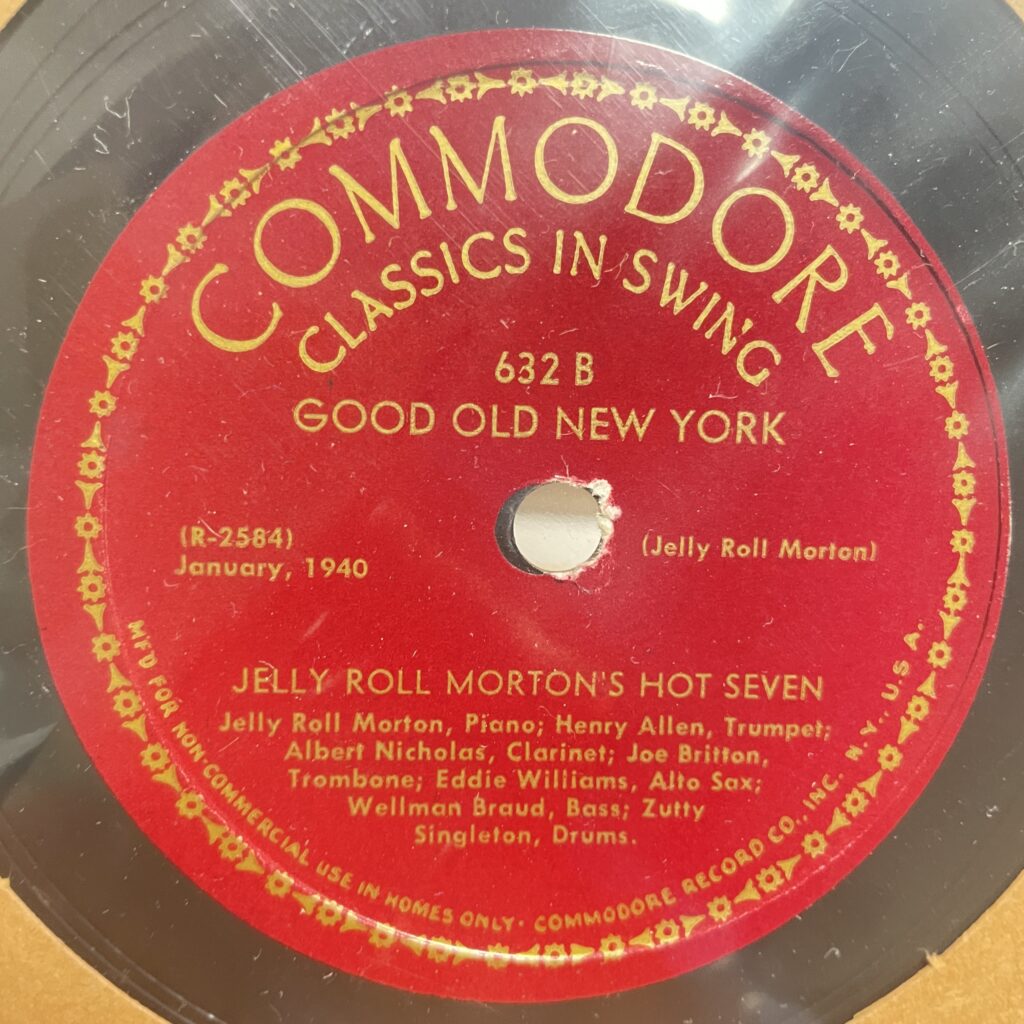 COMMODORE
CLASSICS IN SWING
632 B
GOOD OLD NEW YORK
(R-2584)
January, 1940
(Jelly Roll Morton)
JELLY ROLL MORTON'S HOT SEVEN
Jelly Roll Morton, Piano; Henry Allen, Trumpet;
Albert Nicholas, Clarinet; Joe Britton,
Trombone; Eddie Williams, Alto Sax;
Wellman Braud, Bass; Zutty
Singleton, Drums.
MF'D FOR NON-COMMERCIAL USE IN HOMES ONLY · COMMODORE RECORD CO., INC. N.Y., U.S.A.